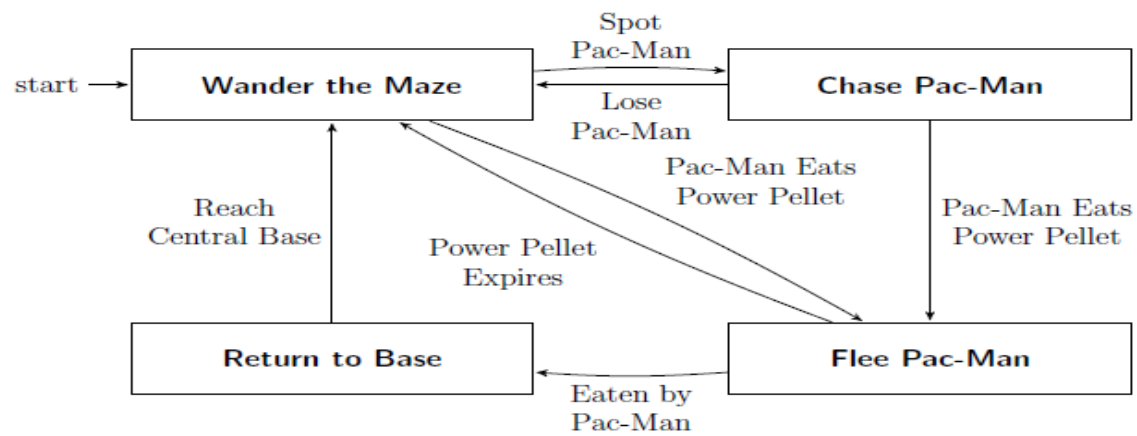 Spot
Pac-Man
start
Wander the Maze
Chase Pac-Man
Lose
Pac-Man
Pac-Man Eats
Power Pellet
Reach
Central Base
Pac-Man Eats
Power Pellet
Power Pellet
Expires
Return to Base
Flee Pac-Man
Eaten by
Pac-Man